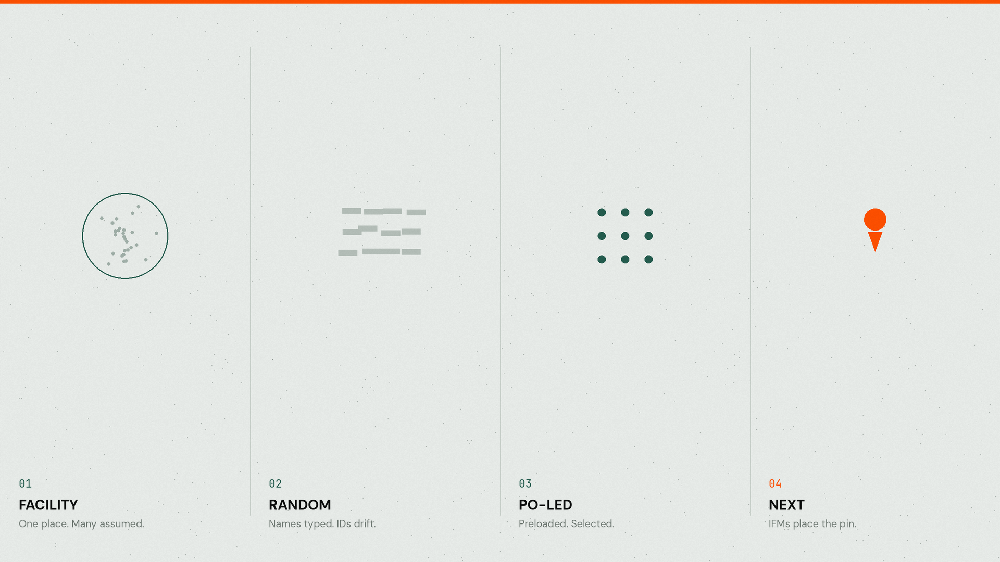 01
FACILITY
One place. Many assumed.
02
RANDOM
Names typed. IDs drift.
03
PO-LED
Preloaded. Selected.
04
NEXT
IFMs place the pin.